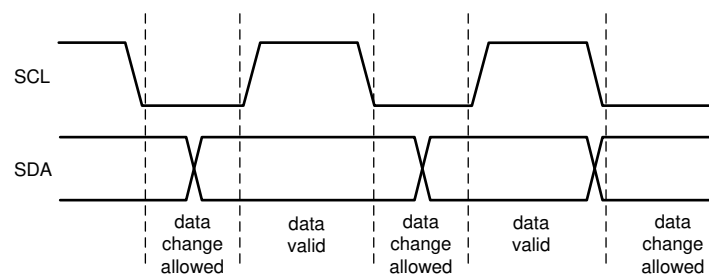 SCL
SDA
data
change
allowed
data
valid
data
change
allowed
data
valid
data
change
allowed